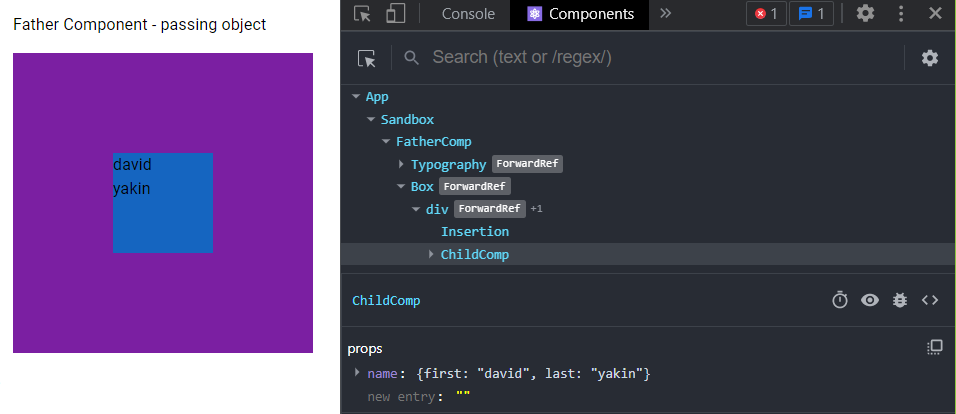 Father Component - passing object
david
yakin
Console
Components
»
1
1
Search (text or /regex/)
App
Sandbox
FatherComp
Typography ForwardRef
Box ForwardRef
div ForwardRef +1
Insertion
ChildComp
ChildComp
props
name: {first: "david", last: "yakin"}
new entry: ""